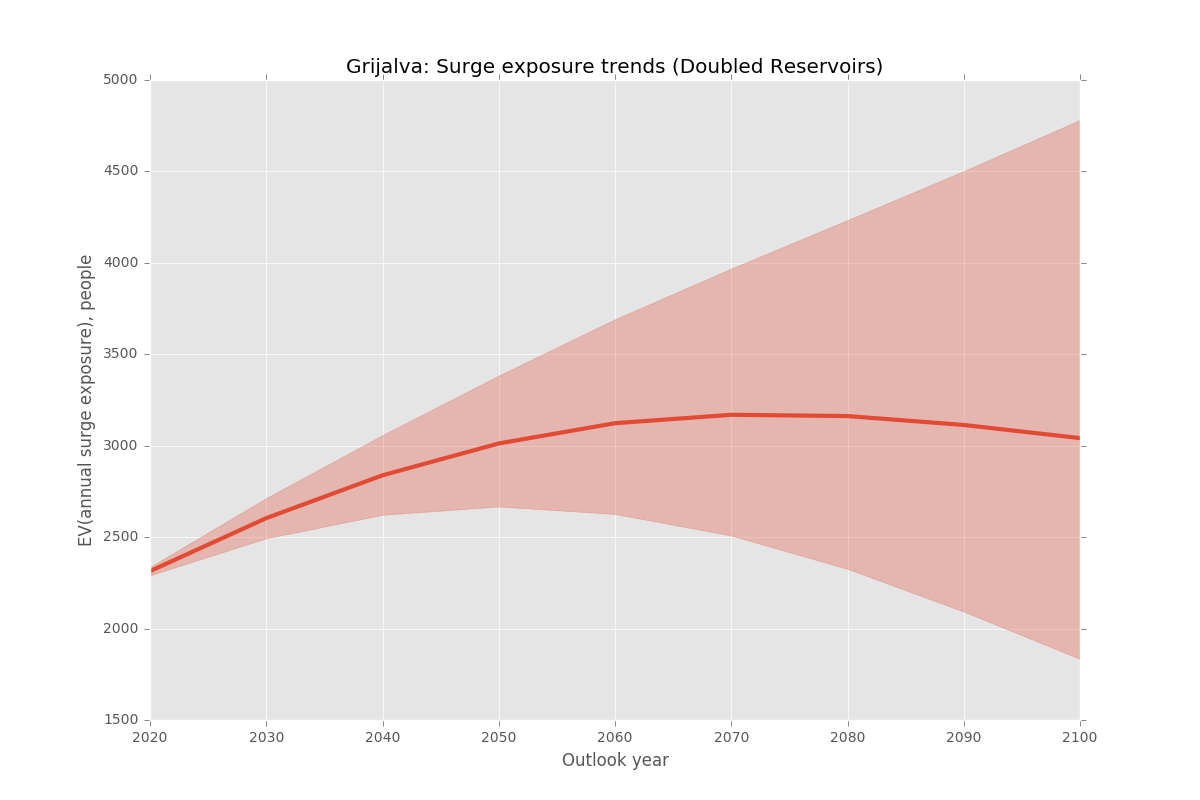 Grijalva: Surge exposure trends (Doubled Reservoirs)
EV(annual surge exposure), people
5000
4500
4000
3500
3000
2500
2000
1500
2020 2030 2040 2050 2060 2070 2080 2090 2100
Outlook year